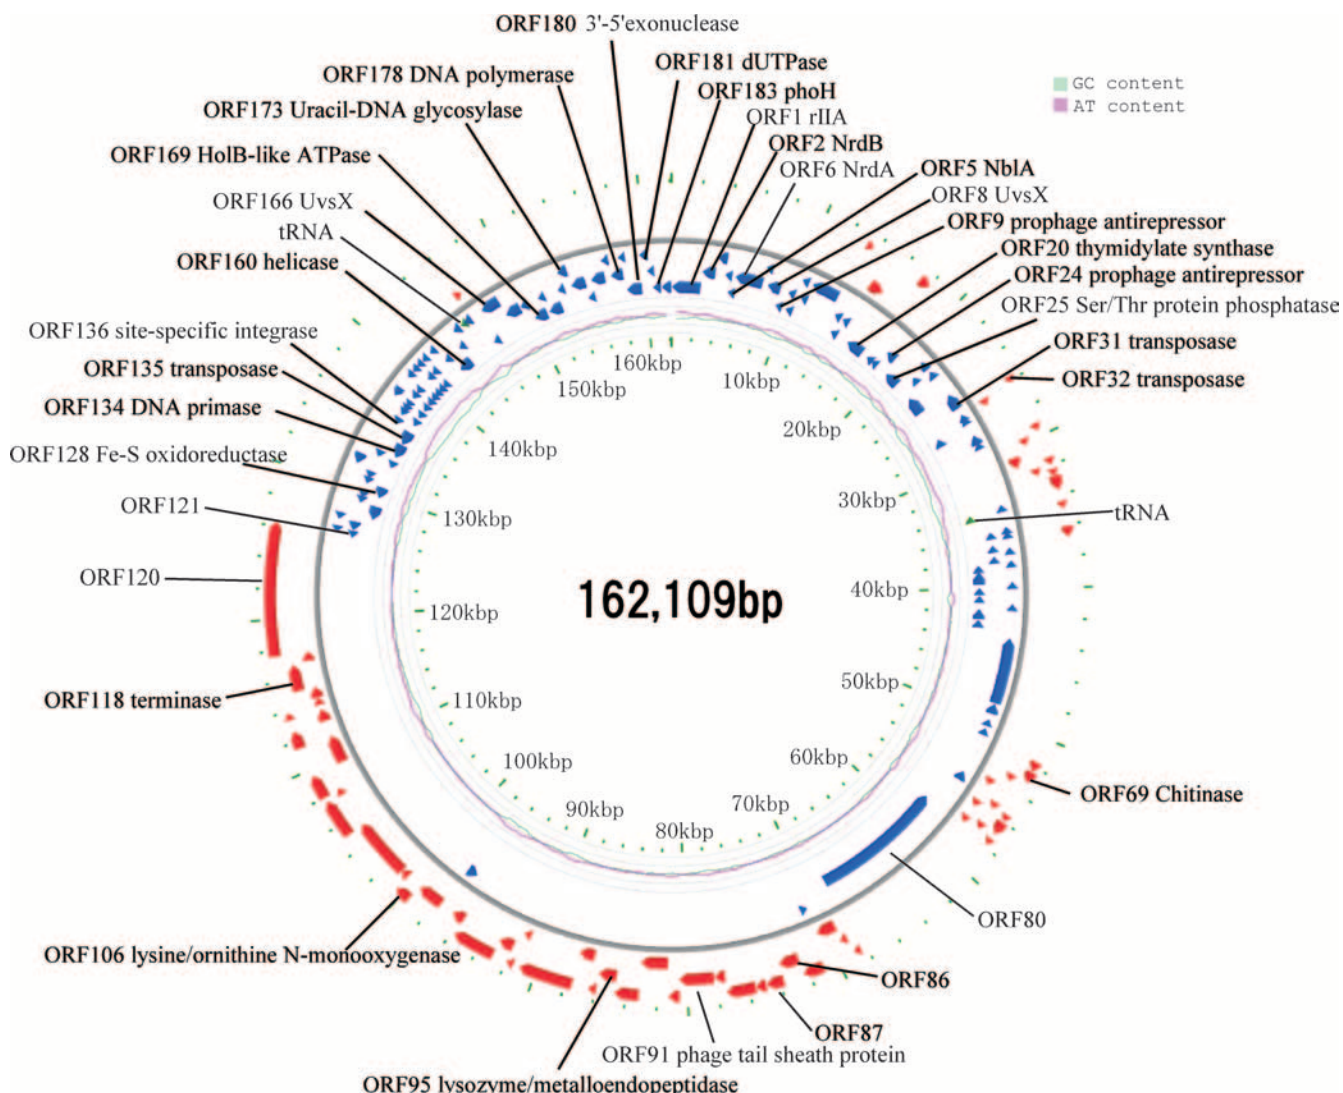 ORF180 3'-5'exonuclease
ORF181 dUTPase
ORF178 DNA polymerase
ORF183 phoH
ORF173 Uracil-DNA glycosylase
ORF1 rIIA
ORF2 NrdB
ORF169 HolB-like ATPase
ORF6 NrdA
ORF5 NblA
ORF166 UvsX
ORF8 UvsX
ORF9 prophage antirepressor
tRNA
ORF20 thymidylate synthase
ORF160 helicase
ORF24 prophage antirepressor
ORF25 Ser/Thr protein phosphatase
ORF136 site-specific integrase
ORF31 transposase
ORF135 transposase
ORF32 transposase
ORF134 DNA primase
ORF128 Fe-S oxidoreductase
ORF121
tRNA
ORF120
ORF118 terminase
ORF69 Chitinase
ORF80
ORF106 lysine/ornithine N-monooxygenase
ORF86
ORF87
ORF91 phage tail sheath protein
ORF95 lysozyme/metalloendopeptidase
GC content
AT content
160kbp
10kbp
20kbp
30kbp
40kbp
50kbp
60kbp
70kbp
80kbp
90kbp
100kbp
110kbp
120kbp
130kbp
140kbp
150kbp
162,109bp